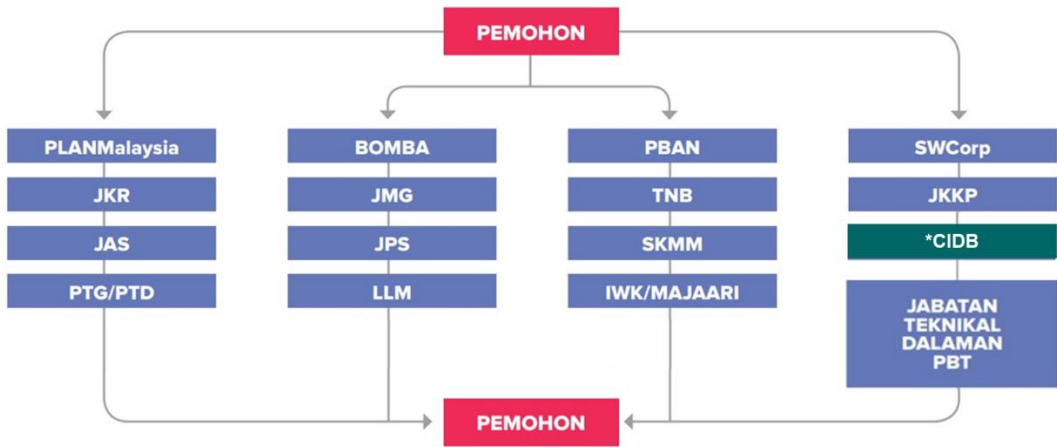 PEMOHON
PLANMalaysia
JKR
JAS
PTG/PTD
BOMBA
JMG
JPS
LLM
PBAN
TNB
SKMM
IWK/MAJAARI
SWCorp
JKKP
*CIDB
JABATAN
TEKNIKAL
DALAMAN
PBT
PEMOHON